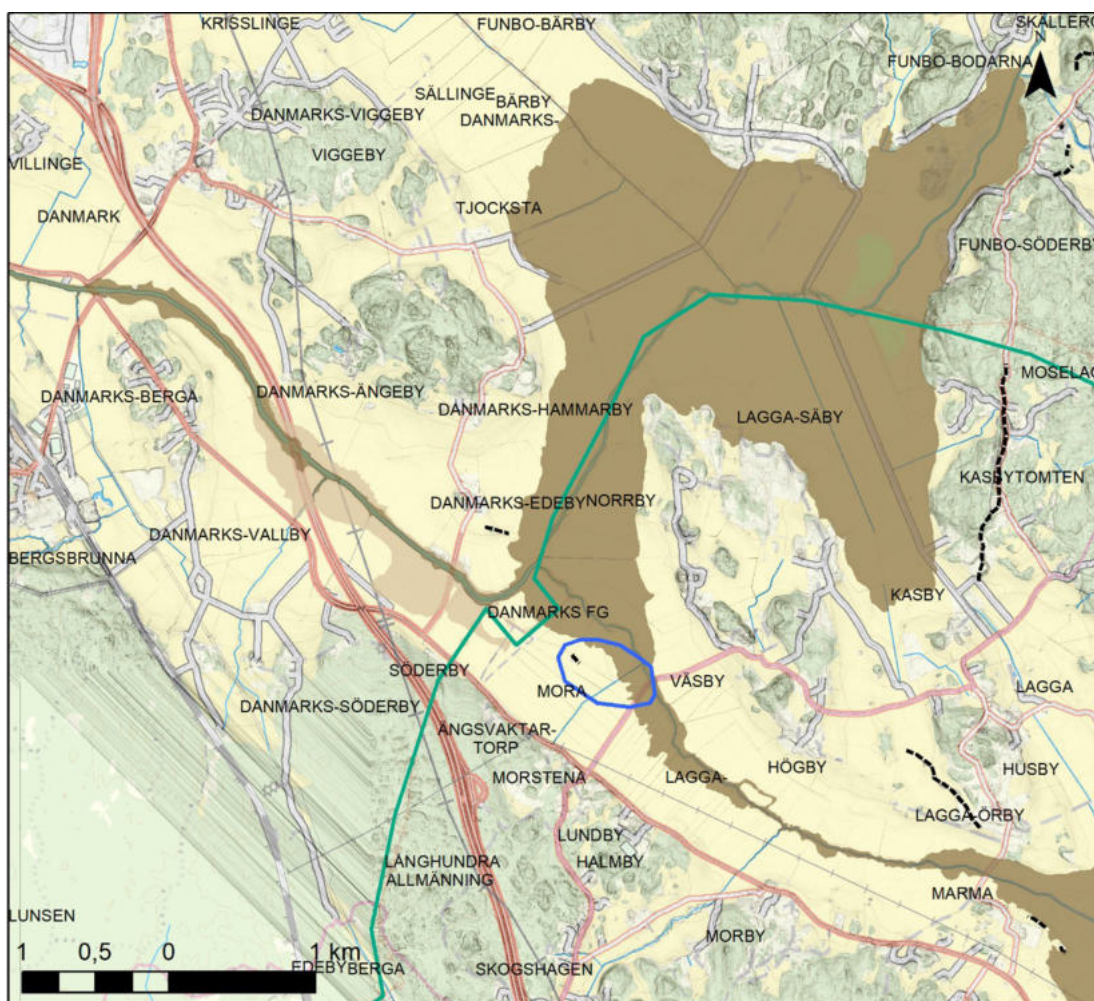 KRISSLINGE
FUNBO-BÄRBY
N
FUNBO-BODARNA
SÄLLINGE
BÄRBY
DANMARKS-
DANMARKS-VIGGEBY
VIGGEBY
VILLINGE
DANMARK
TJOCKSTA
FUNBO-SÖDERBY
DANMARKS-BERGA
DANMARKS-ÄNGEBY
DANMARKS-HAMMARBY
LAGGA-SÄBY
KASBYTOMTEN
DANMARKS-EDEBY
NORRBY
DANMARKS-VALLBY
BERGSBRUNNA
KASBY
DANMARKS FG
SÖDERBY
MORA
VÄSBY
LAGGA
DANMARKS-SÖDERBY
ÄNGSVAKTAR-
TORP
MORSTENA
LAGGA-
HÖGBY
HUSBY
LAGGA-ÖRBY
LUNDBY
HALMBY
LÅNGHUNDRA
ALLMÄNNING
MARMA
LUNSEN
MORBY
1 0,5 0 1 km
EDEBY
BERGA
SKOGSHAGEN